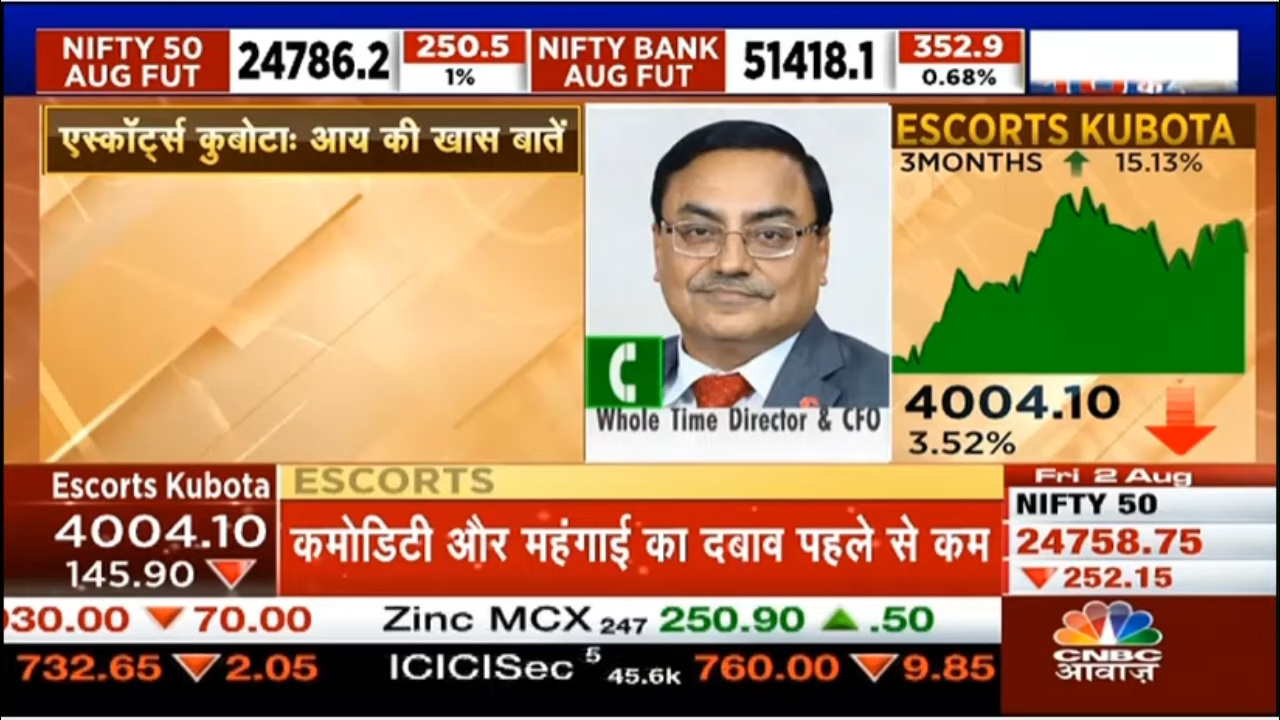 NIFTY 50
AUG FUT
24786.2
250.5
1%
NIFTY BANK
AUG FUT
51418.1
352.9
0.68%
एस्कॉर्ट्स कुबोटाः आय की खास बातें
Whole Time Director & CFO
ESCORTS KUBOTA
3MONTHS 15.13%
4004.10
3.52%
Escorts Kubota
4004.10
145.90
ESCORTS
कमोडिटी और महंगाई का दबाव पहले से कम
Fri 2 Aug
NIFTY 50
24758.75
252.15
30.00 70.00 Zinc MCX 247 250.90 .50
732.65 2.05 ICICISec 5 45.6k 760.00 9.85
CNBC
आवाज़